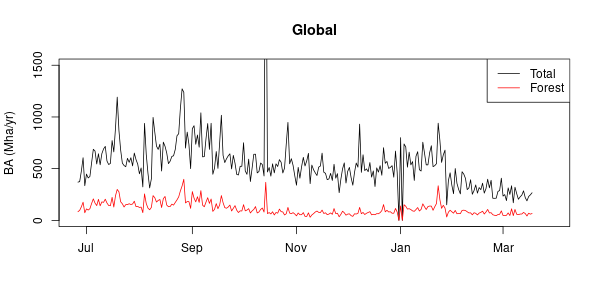 Global
BA (Mha/yr)
1500
1000
500
0
Total
Forest
Jul Sep Nov Jan Mar